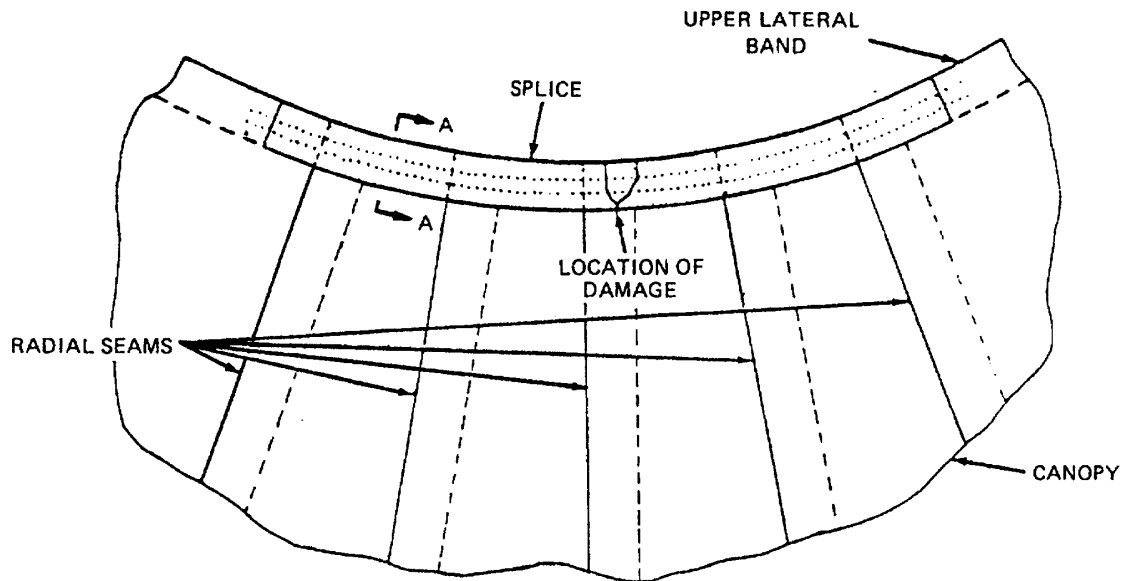 UPPER LATERAL
BAND
SPLICE
A
A
LOCATION OF
DAMAGE
RADIAL SEAMS
CANOPY